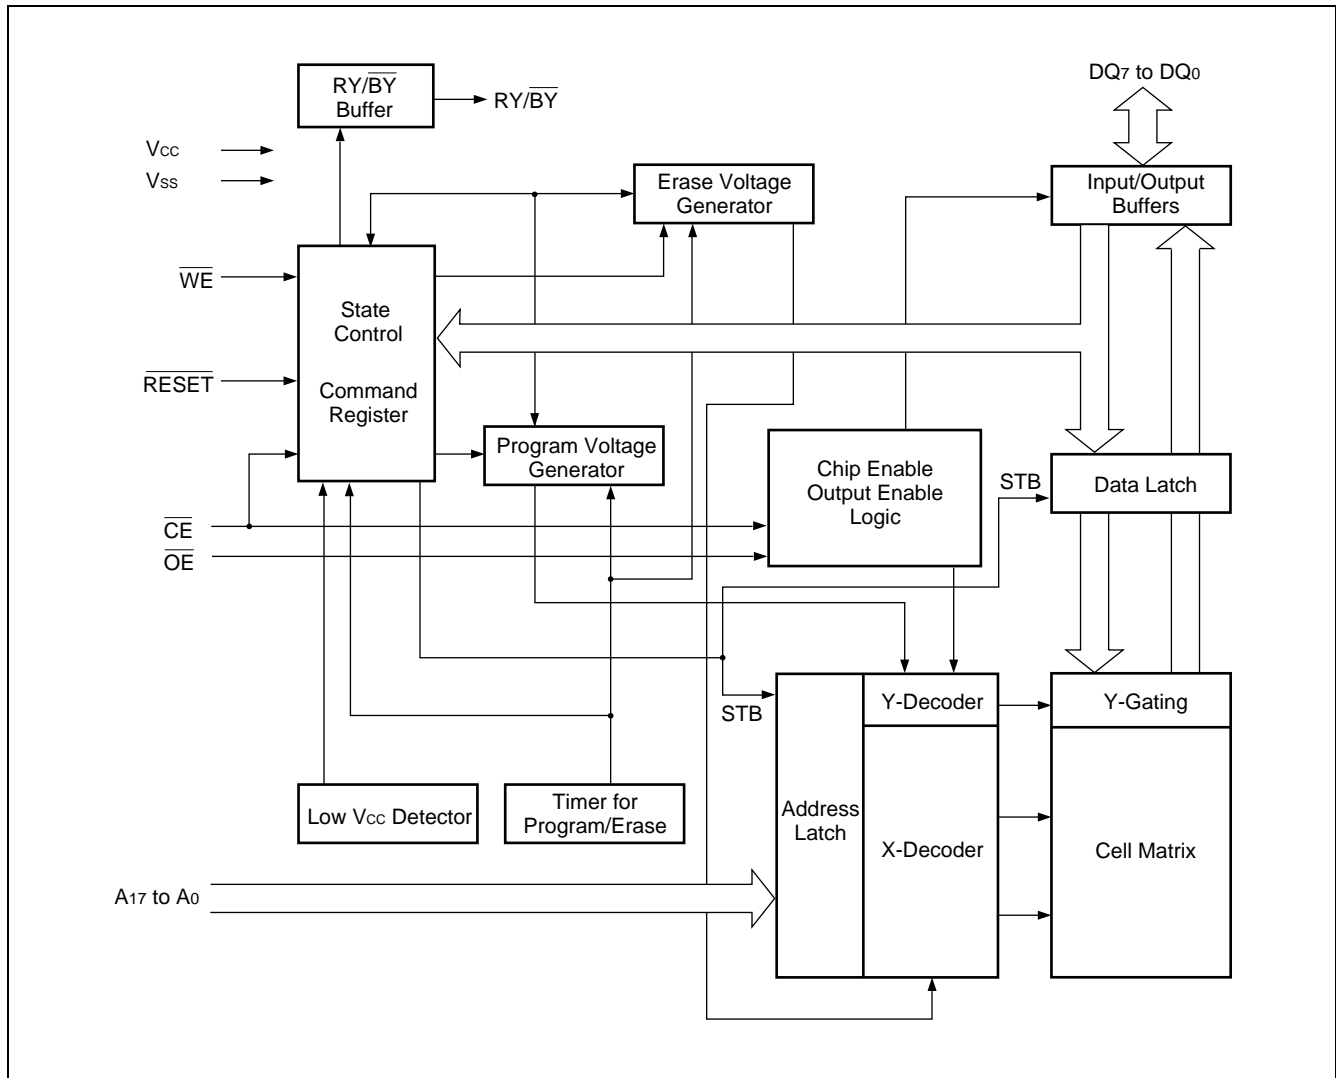 RY/BY
Buffer
RY/BY
DQ7 to DQ0
VCC
VSS
Erase Voltage
Generator
Input/Output
Buffers
WE
State
Control
RESET
Command
Register
Program Voltage
Generator
Chip Enable
Output Enable
Logic
STB
Data Latch
CE
OE
STB
Y-Decoder
Y-Gating
Low VCC Detector
Timer for
Program/Erase
Address
Latch
X-Decoder
Cell Matrix
A17 to A0